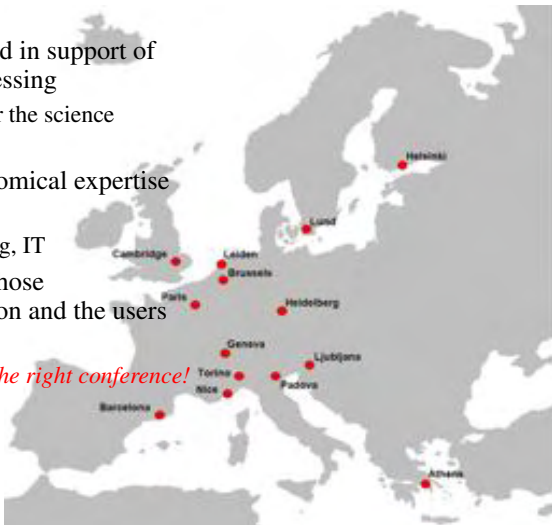 d in support of
essing
r the science
omical expertise
g, IT
hose
on and the users
he right conference!
Helsinki
Lund
Cambridge
Leiden
Brussels
Paris
Heidelberg
Geneva
Ljubljana
Torino
Padova
Nice
Barcelona
Athens